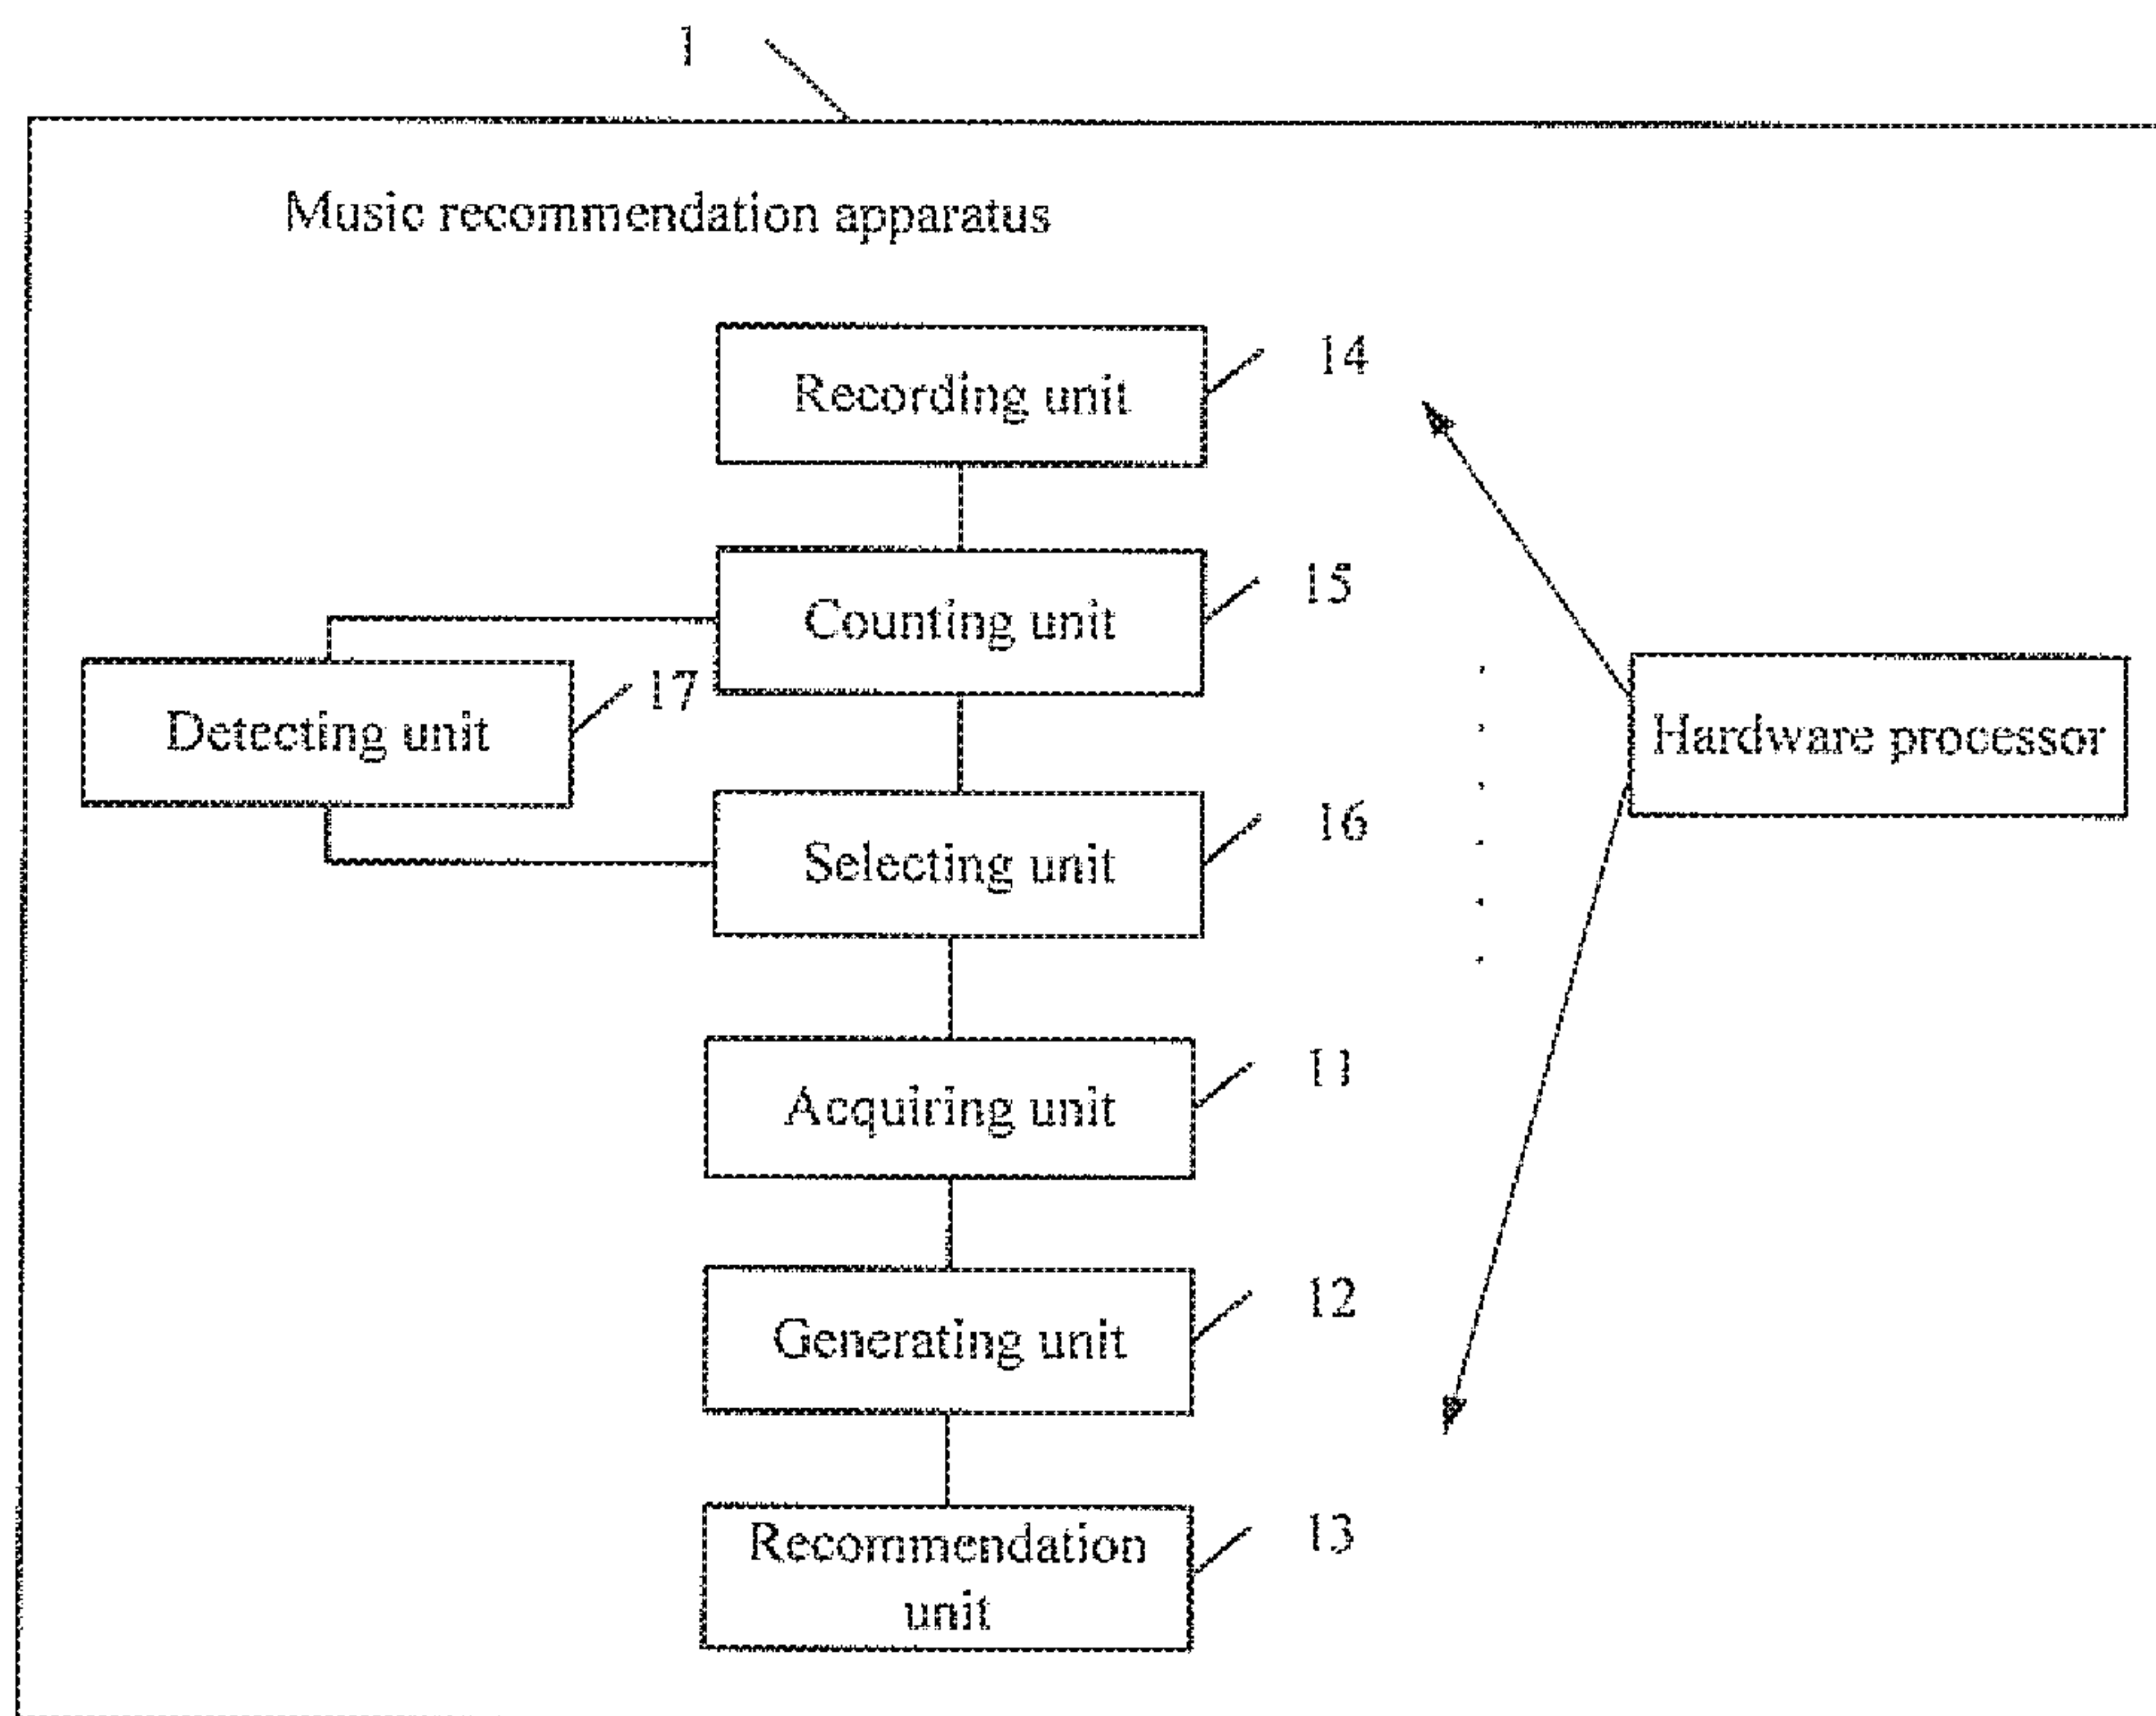 1
Music recommendation apparatus
Recording unit
14
Counting unit
15
Detecting unit
17
Hardware processor
Selecting unit
16
Acquiring unit
11
Generating unit
12
Recommendation
unit
13